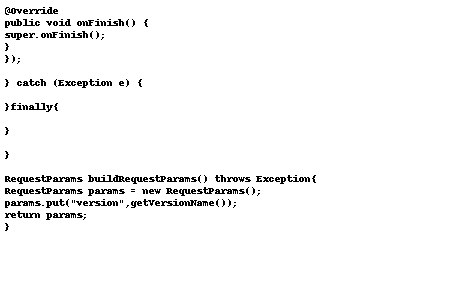 @Override
public void onFinish() {
super.onFinish();
}
});
} catch (Exception e) {
}finally{
}
}
RequestParams buildRequestParams() throws Exception{
RequestParams params = new RequestParams();
params.put("version",getVersionName());
return params;
}